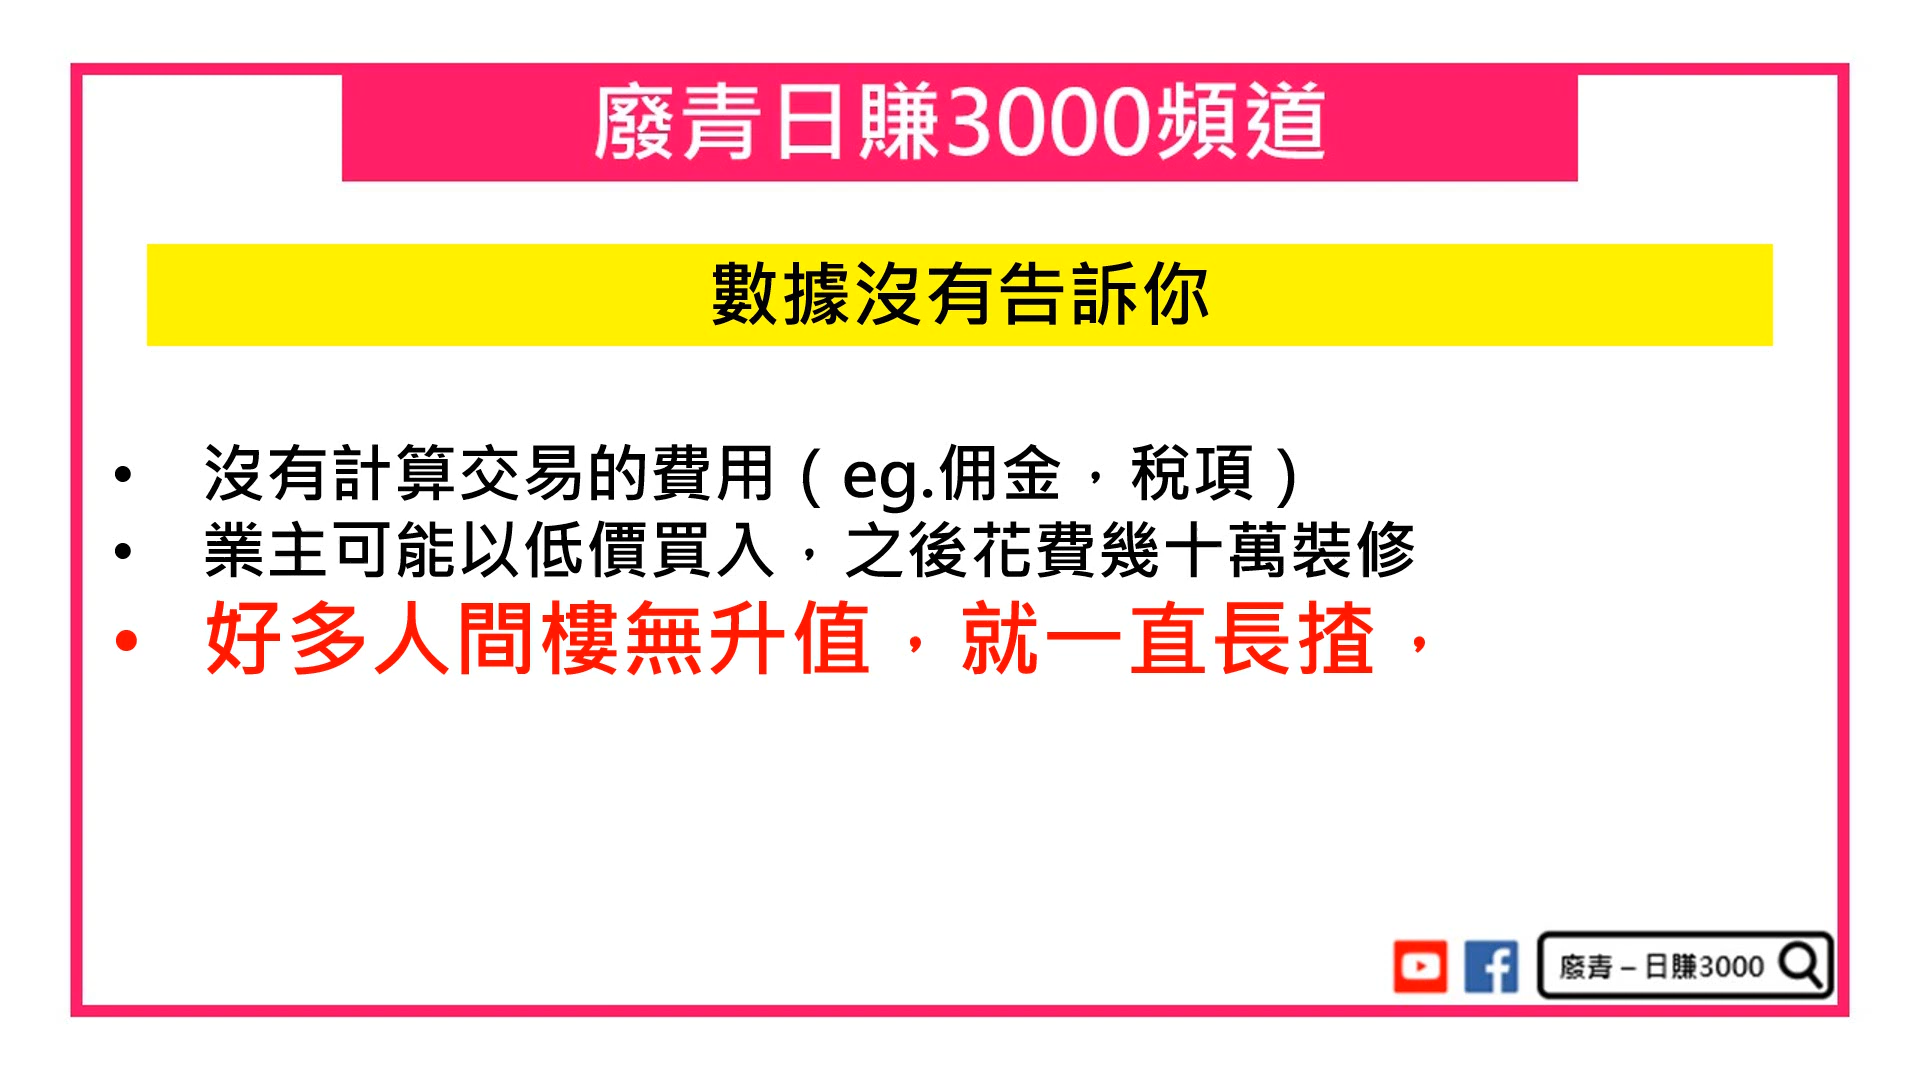 廢青日賺3000頻道
數據沒有告訴你
• 沒有計算交易的費用（eg.佣金，稅項）
• 業主可能以低價買入，之後花費幾十萬裝修
• 好多人間樓無升值，就一直長揸，
廢青 – 日賺3000